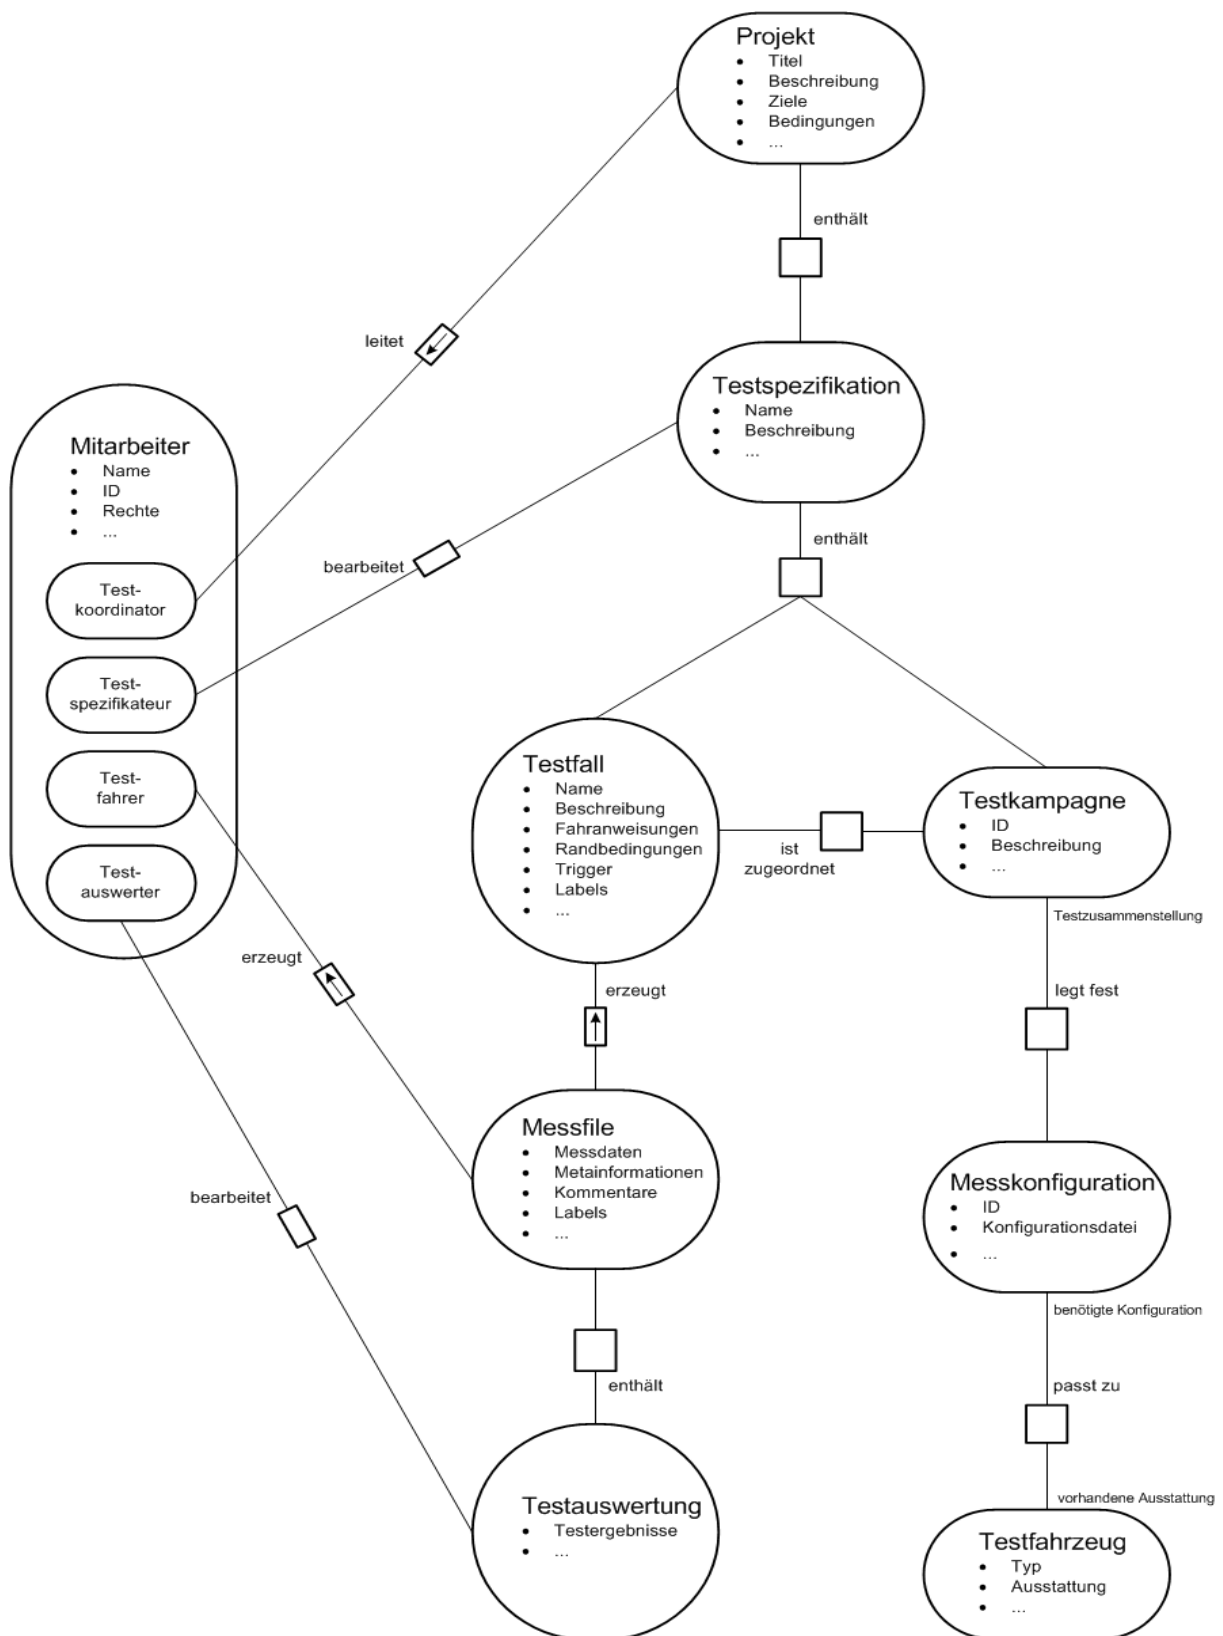 Projekt
• Titel
• Beschreibung
• Ziele
• Bedingungen
• ...
enthält
leitet
Testspezifikation
• Name
• Beschreibung
• ...
Mitarbeiter
• Name
• ID
• Rechte
• ...
enthält
bearbeitet
Test-
koordinator
Test-
spezifikateur
Test-
fahrer
Test-
auswerter
Testfall
• Name
• Beschreibung
• Fahranweisungen
• Randbedingungen
• Trigger
• Labels
• ...
ist
zugeordnet
Testkampagne
• ID
• Beschreibung
• ...
Testzusammenstellung
erzeugt
erzeugt
legt fest
Messfile
• Messdaten
• Metainformationen
• Kommentare
• Labels
• ...
Messkonfiguration
• ID
• Konfigurationsdatei
• ...
bearbeitet
benötigte Konfiguration
enthält
passt zu
vorhandene Ausstattung
Testauswertung
• Testergebnisse
• ...
Testfahrzeug
• Typ
• Ausstattung
• ...